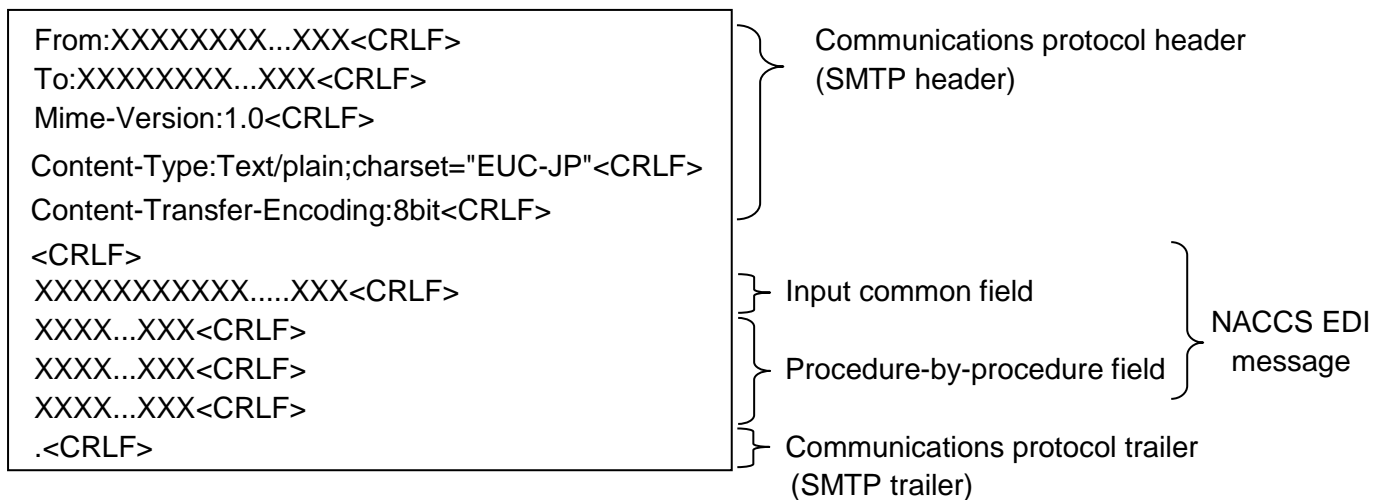 From:XXXXXXXX...XXX<CRLF>
To:XXXXXXXX...XXX<CRLF>
Mime-Version:1.0<CRLF>
Content-Type:Text/plain;charset="EUC-JP"<CRLF>
Content-Transfer-Encoding:8bit<CRLF>
<CRLF>
XXXXXXXXXXX.....XXX<CRLF>
XXXX...XXX<CRLF>
XXXX...XXX<CRLF>
XXXX...XXX<CRLF>
.<CRLF>
Communications protocol header
(SMTP header)
Input common field
Procedure-by-procedure field
NACCS EDI
message
Communications protocol trailer
(SMTP trailer)